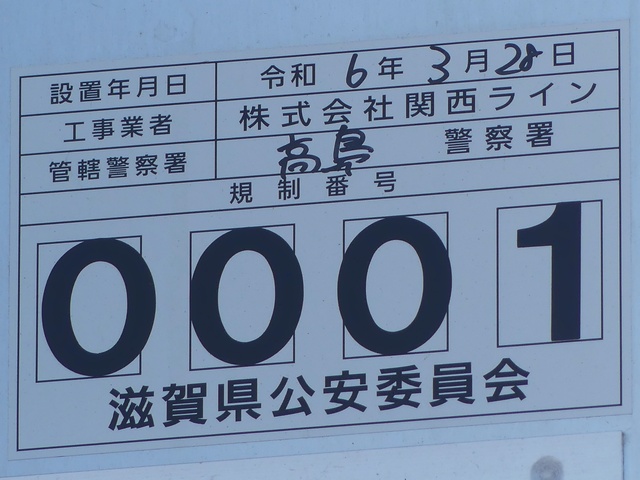 設置年月日 令和 6 年 3 月 28 日
工事業者 株式会社関西ライン
管轄警察署 高島 警察署
規制番号
0001
滋賀県公安委員会